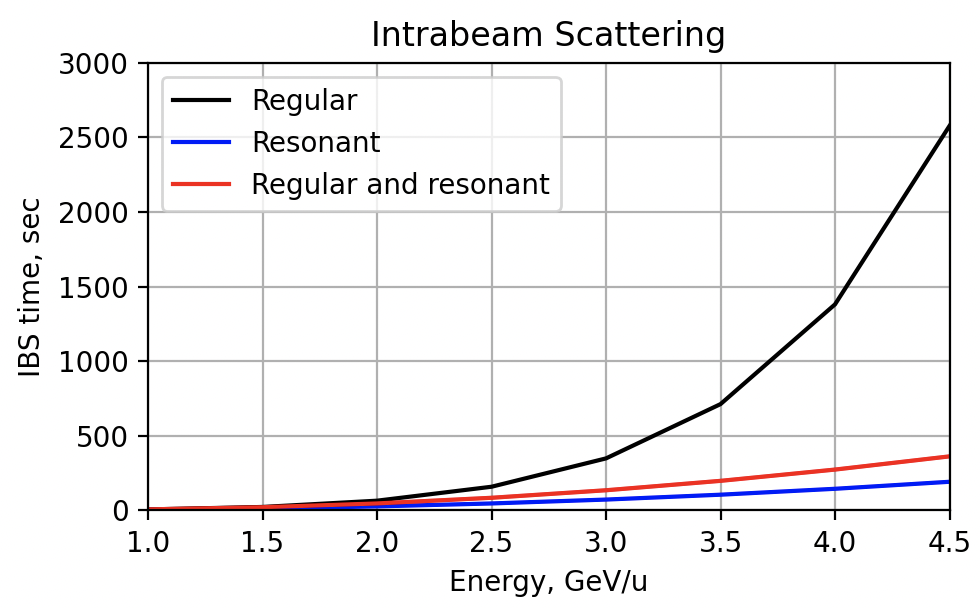 Intrabeam Scattering
3000
2500
2000
1500
1000
500
0
IBS time, sec
Regular
Resonant
Regular and resonant
1.0 1.5 2.0 2.5 3.0 3.5 4.0 4.5
Energy, GeV/u